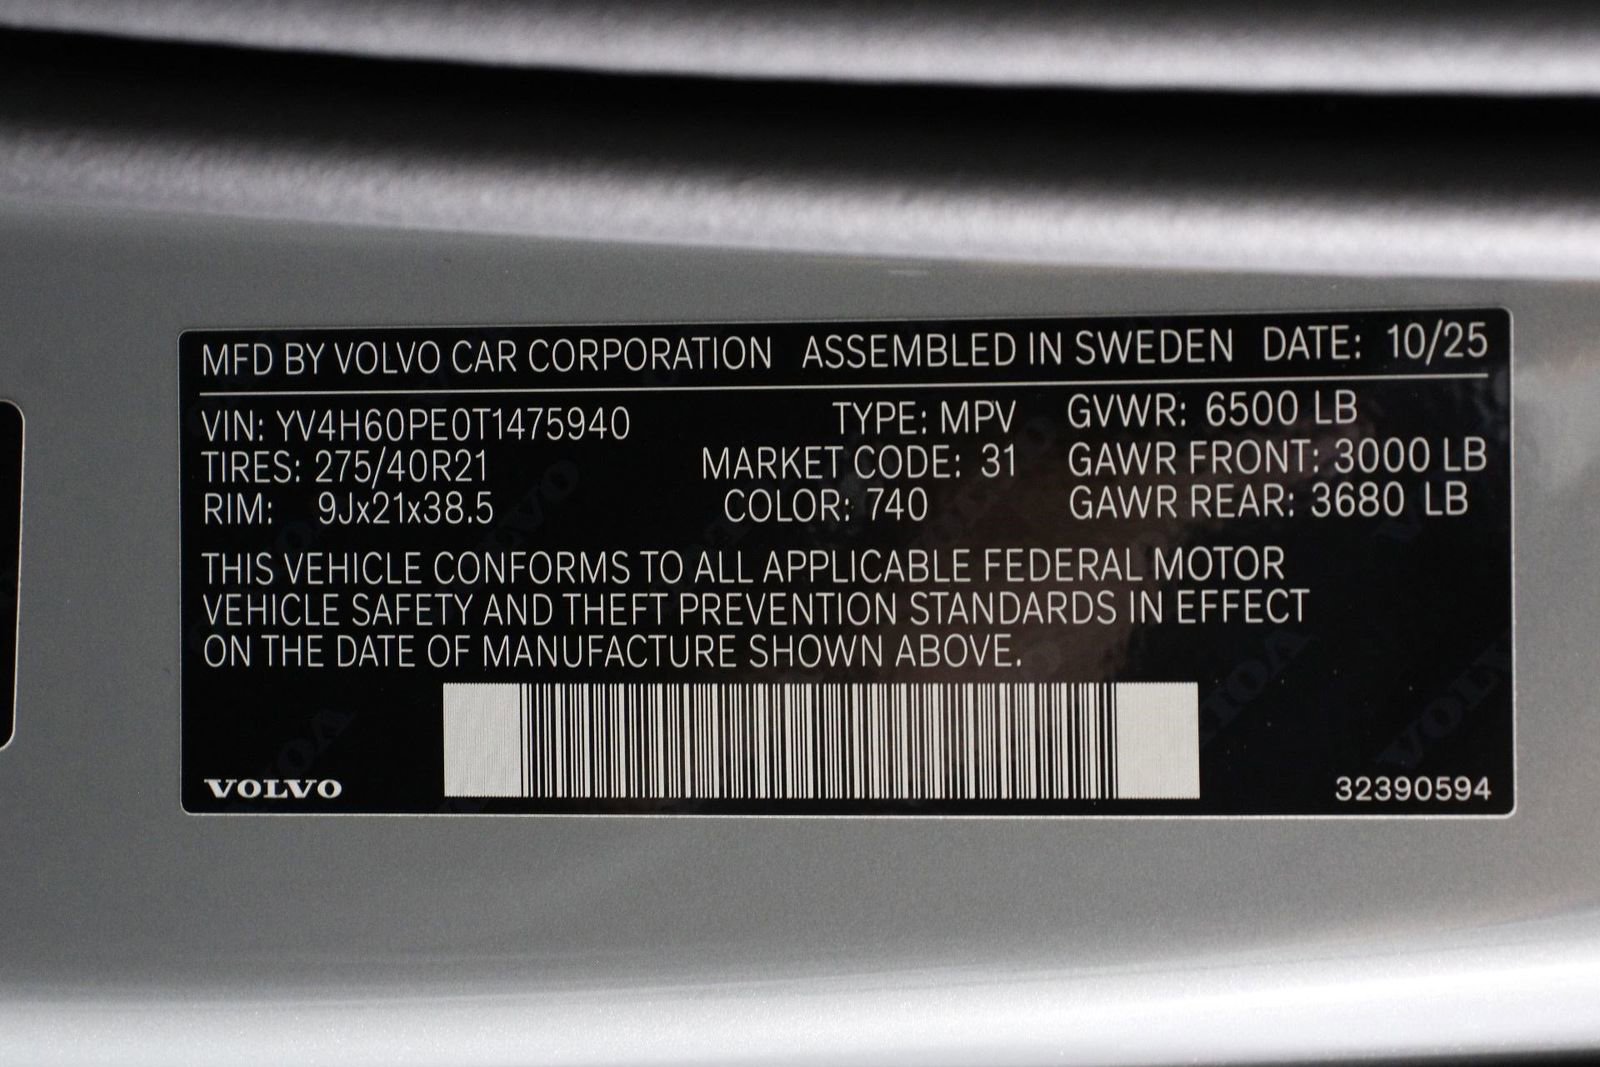 MFD BY VOLVO CAR CORPORATION ASSEMBLED IN SWEDEN DATE: 10/25
VIN: YV4H60PE0T1475940 TYPE: MPV GVWR: 6500 LB
TIRES: 275/40R21 MARKET CODE: 31 GAWR FRONT: 3000 LB
RIM: 9Jx21x38.5 COLOR: 740 GAWR REAR: 3680 LB
THIS VEHICLE CONFORMS TO ALL APPLICABLE FEDERAL MOTOR
VEHICLE SAFETY AND THEFT PREVENTION STANDARDS IN EFFECT
ON THE DATE OF MANUFACTURE SHOWN ABOVE.
VOLVO 32390594